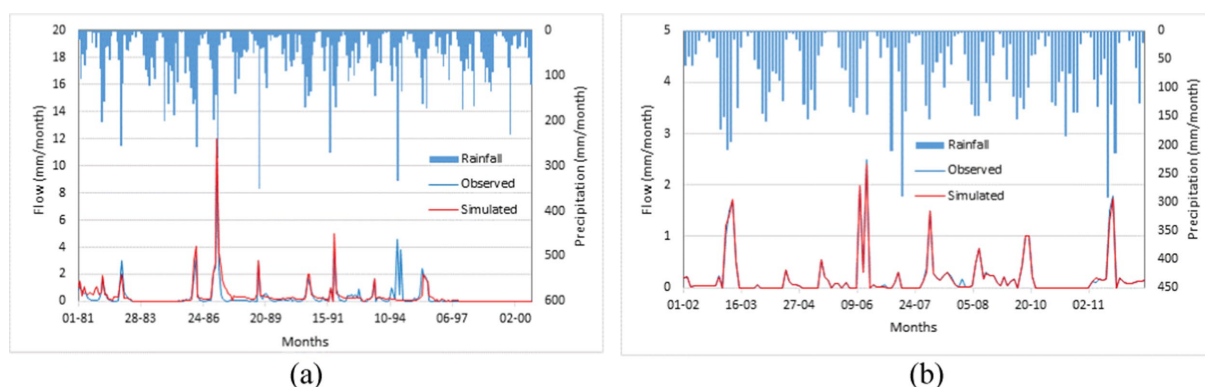 20
18
16
14
12
10
8
6
4
2
0
Flow (mm/month)
0
100
200
300
400
500
600
Precipitation (mm/month)
Rainfall
Observed
Simulated
01-81 28-83 24-86 20-89 15-91 10-94 06-97 02-00
Months
(a)
5
4
3
2
1
0
Flow (mm/month)
0
50
100
150
200
250
300
350
400
450
Precipitation (mm/month)
Rainfall
Observed
Simulated
01-02 16-03 27-04 09-06 24-07 05-08 20-10 02-11
Months
(b)